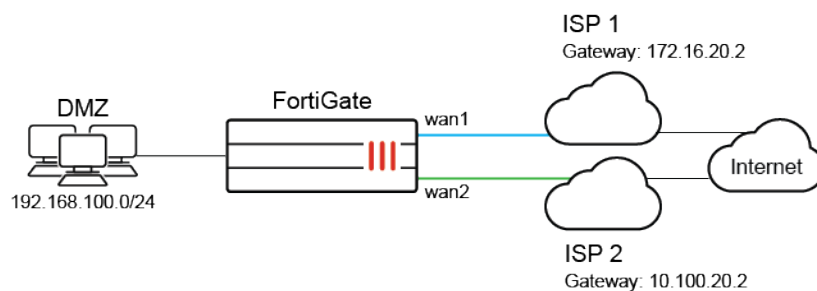 ISP 1
Gateway: 172.16.20.2
FortiGate
DMZ
wan1
Internet
192.168.100.0/24
wan2
ISP 2
Gateway: 10.100.20.2